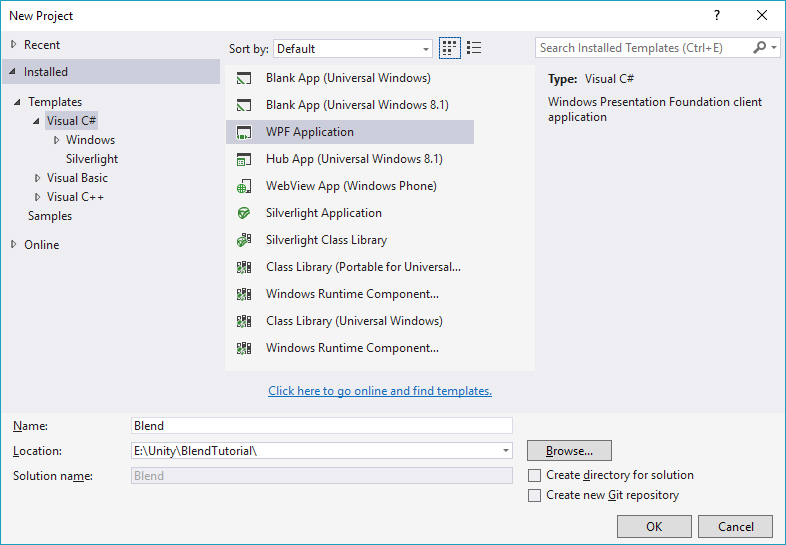 New Project
?
Recent
Installed
Templates
Visual C#
Windows
Silverlight
Visual Basic
Visual C++
Samples
Online
Sort by: Default
Blank App (Universal Windows)
Blank App (Universal Windows 8.1)
WPF Application
Hub App (Universal Windows 8.1)
WebView App (Windows Phone)
Silverlight Application
Silverlight Class Library
Class Library (Portable for Universal...
Windows Runtime Component...
Class Library (Universal Windows)
Windows Runtime Component...
Click here to go online and find templates.
Search Installed Templates (Ctrl+E)
Type: Visual C#
Windows Presentation Foundation client
application
Name: Blend
Location: E:\Unity\BlendTutorial\
Browse...
Solution name: Blend
Create directory for solution
Create new Git repository
OK
Cancel